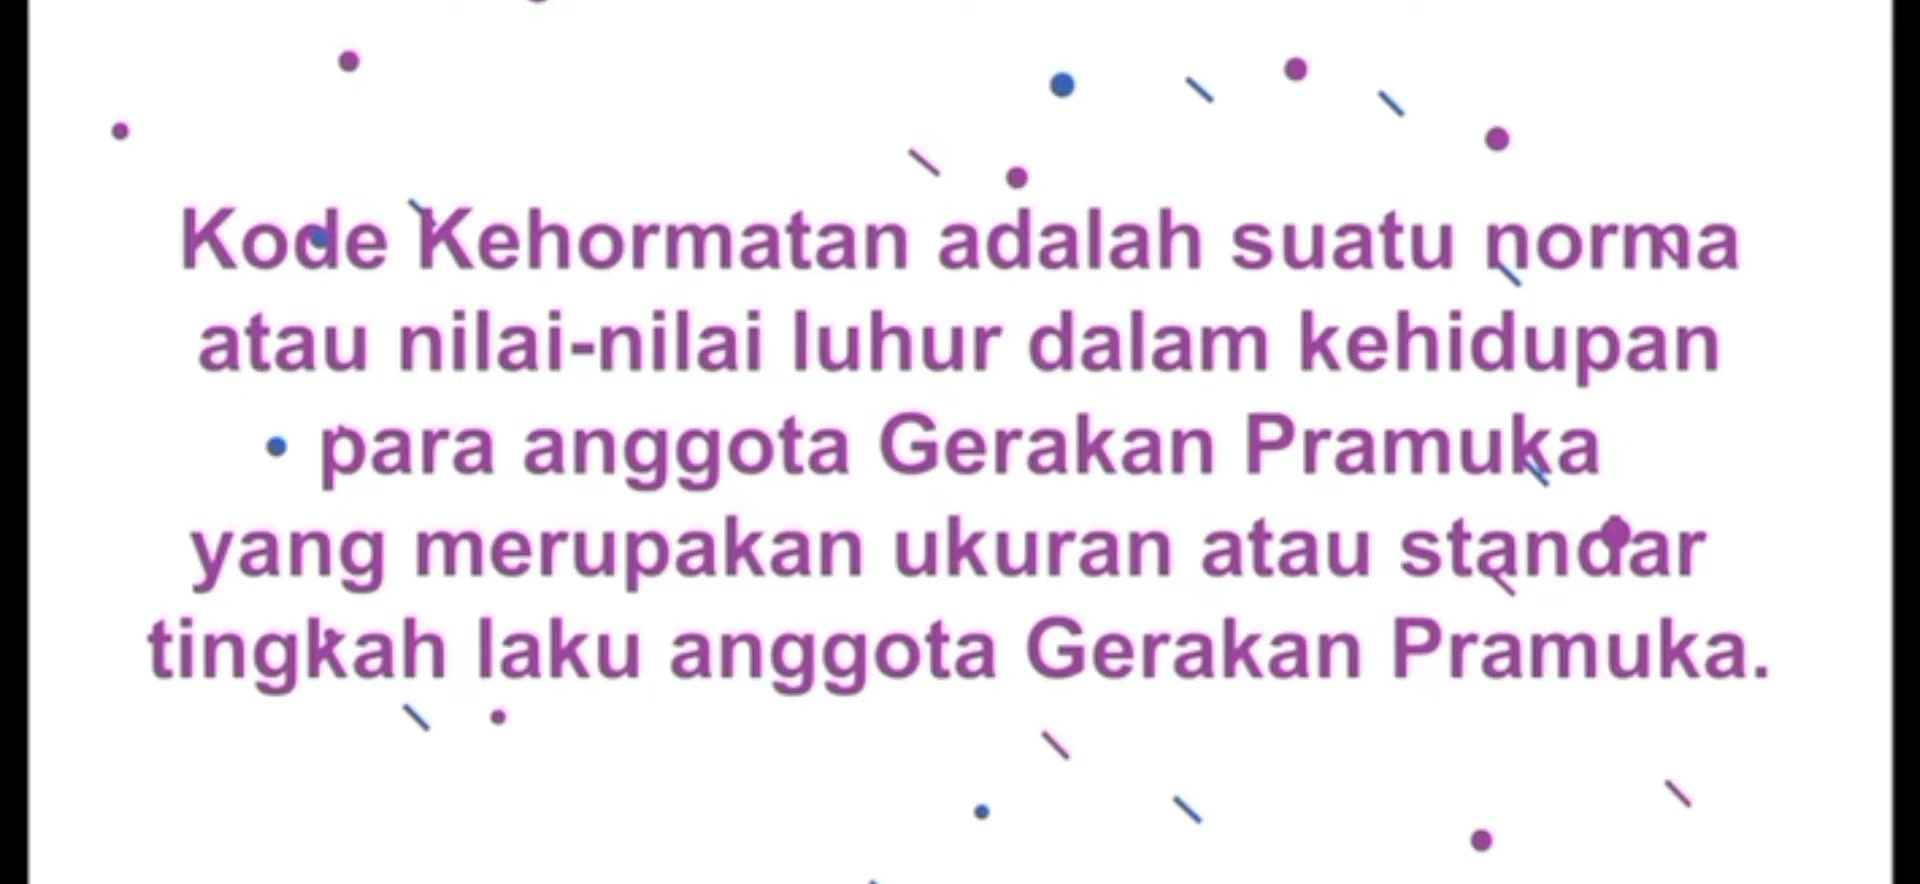 Kode Kehormatan adalah suatu norma
atau nilai-nilai luhur dalam kehidupan
para anggota Gerakan Pramuka
yang merupakan ukuran atau standar
tingkah laku anggota Gerakan Pramuka.